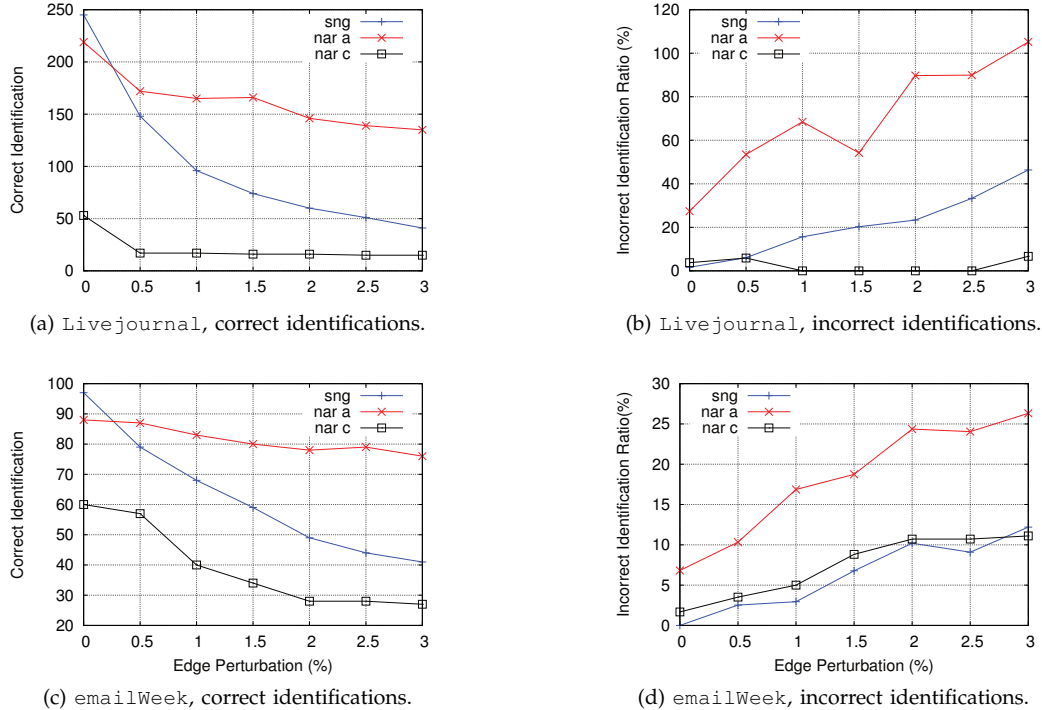 250
200
150
100
50
0
Correct Identification
sng
nar a
nar c
0 0.5 1 1.5 2 2.5 3
(a) Livejournal, correct identifications.
120
100
80
60
40
20
0
Incorrect Identification Ratio (%)
sng
nar a
nar c
0 0.5 1 1.5 2 2.5 3
(b) Livejournal, incorrect identifications.
100
90
80
70
60
50
40
30
20
Correct Identification
sng
nar a
nar c
0 0.5 1 1.5 2 2.5 3
Edge Perturbation (%)
(c) emailWeek, correct identifications.
30
25
20
15
10
5
0
Incorrect Identification Ratio(%)
sng
nar a
nar c
0 0.5 1 1.5 2 2.5 3
Edge Perturbation (%)
(d) emailWeek, incorrect identifications.